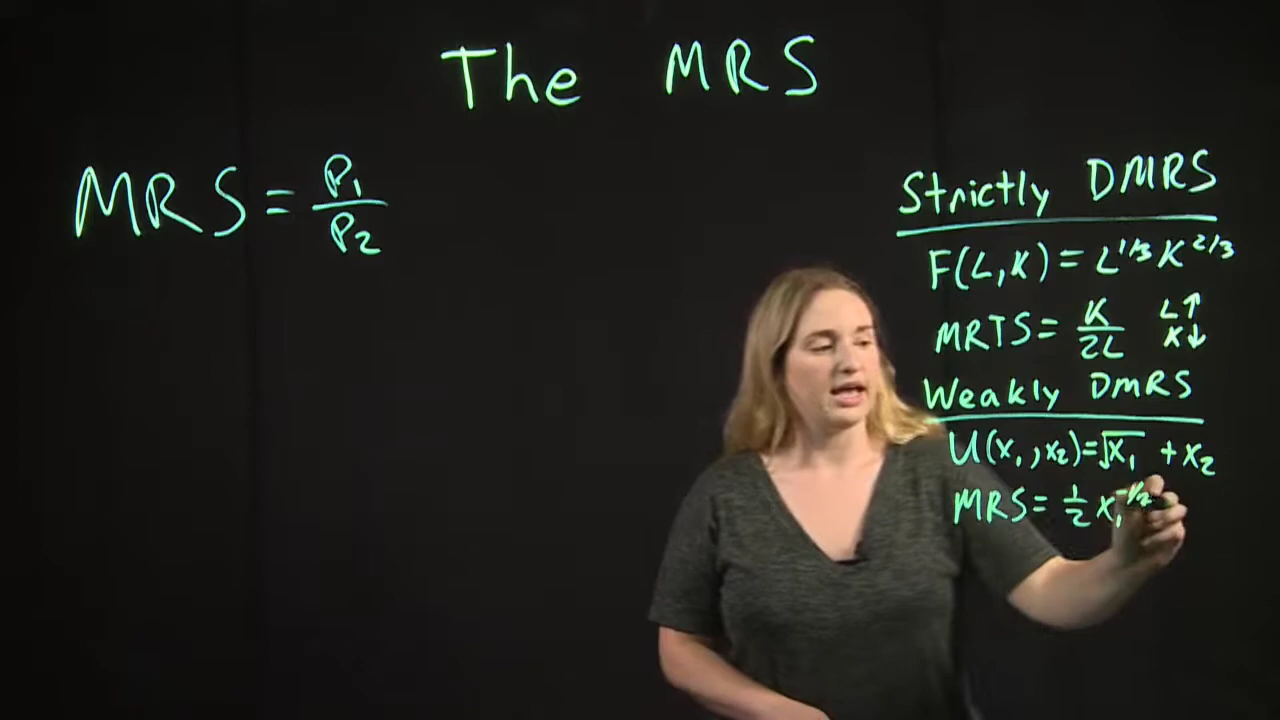 The MRS
MRS = P₁/P₂
Strictly DMRS
F(L,K) = L^1/3 K^2/3
MRTS = K/2L L↑ K↓
Weakly DMRS
U(x₁,x₂)=√x₁ + x₂
MRS = 1/2 x₁^-1/2